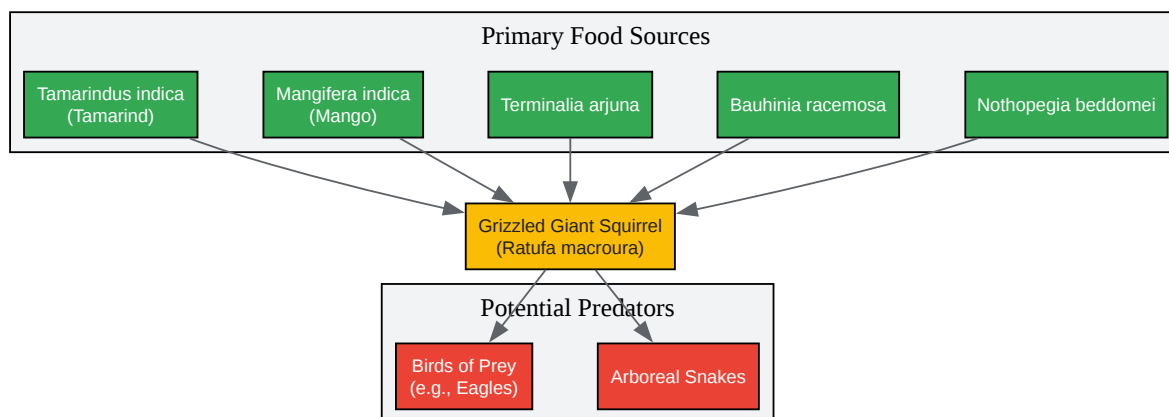 Primary Food Sources
Tamarindus indica
(Tamarind)
Mangifera indica
(Mango)
Terminalia arjuna
Bauhinia racemosa
Nothopegia beddomei
Grizzled Giant Squirrel
(Ratufa macroura)
Potential Predators
Birds of Prey
(e.g., Eagles)
Arboreal Snakes